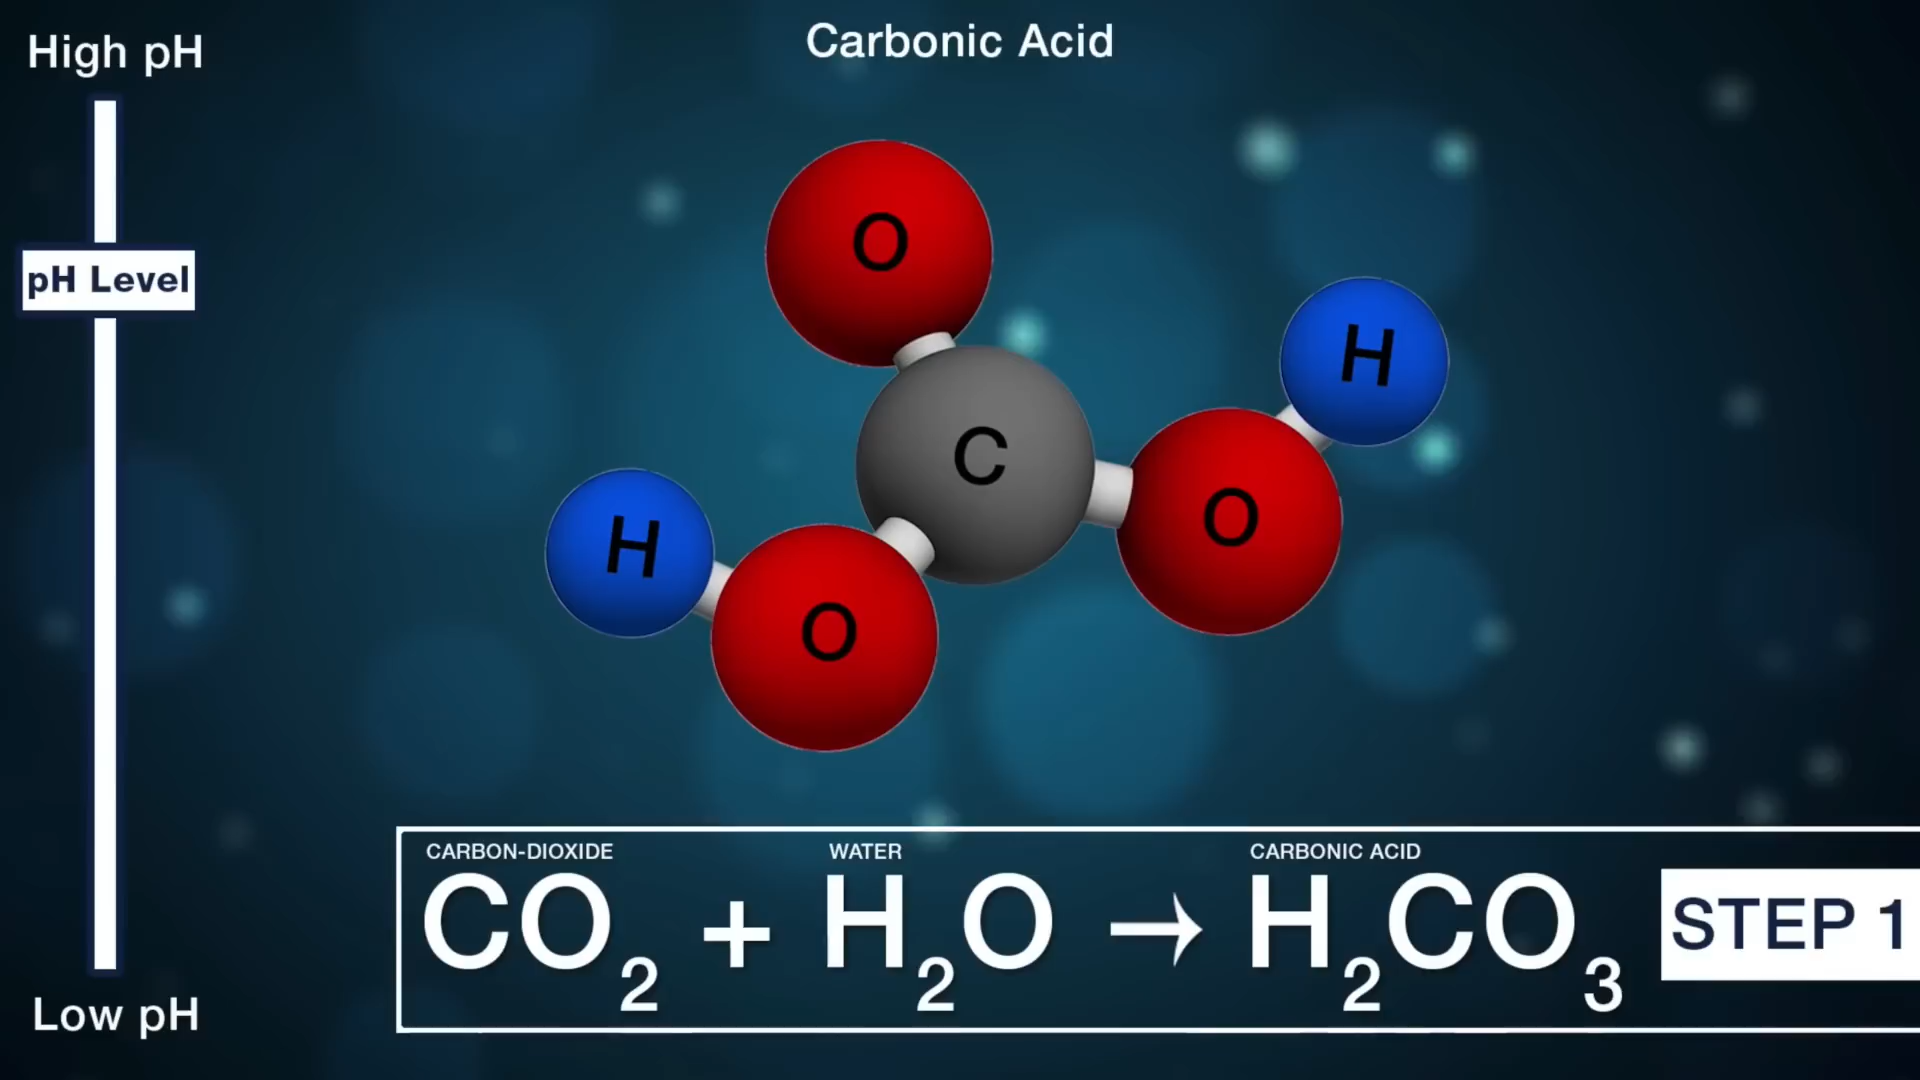 Carbonic Acid
High pH
pH Level
Low pH
O
H
C
O
H
O
CARBON-DIOXIDE WATER CARBONIC ACID
CO₂ + H₂O → H₂CO₃ STEP 1